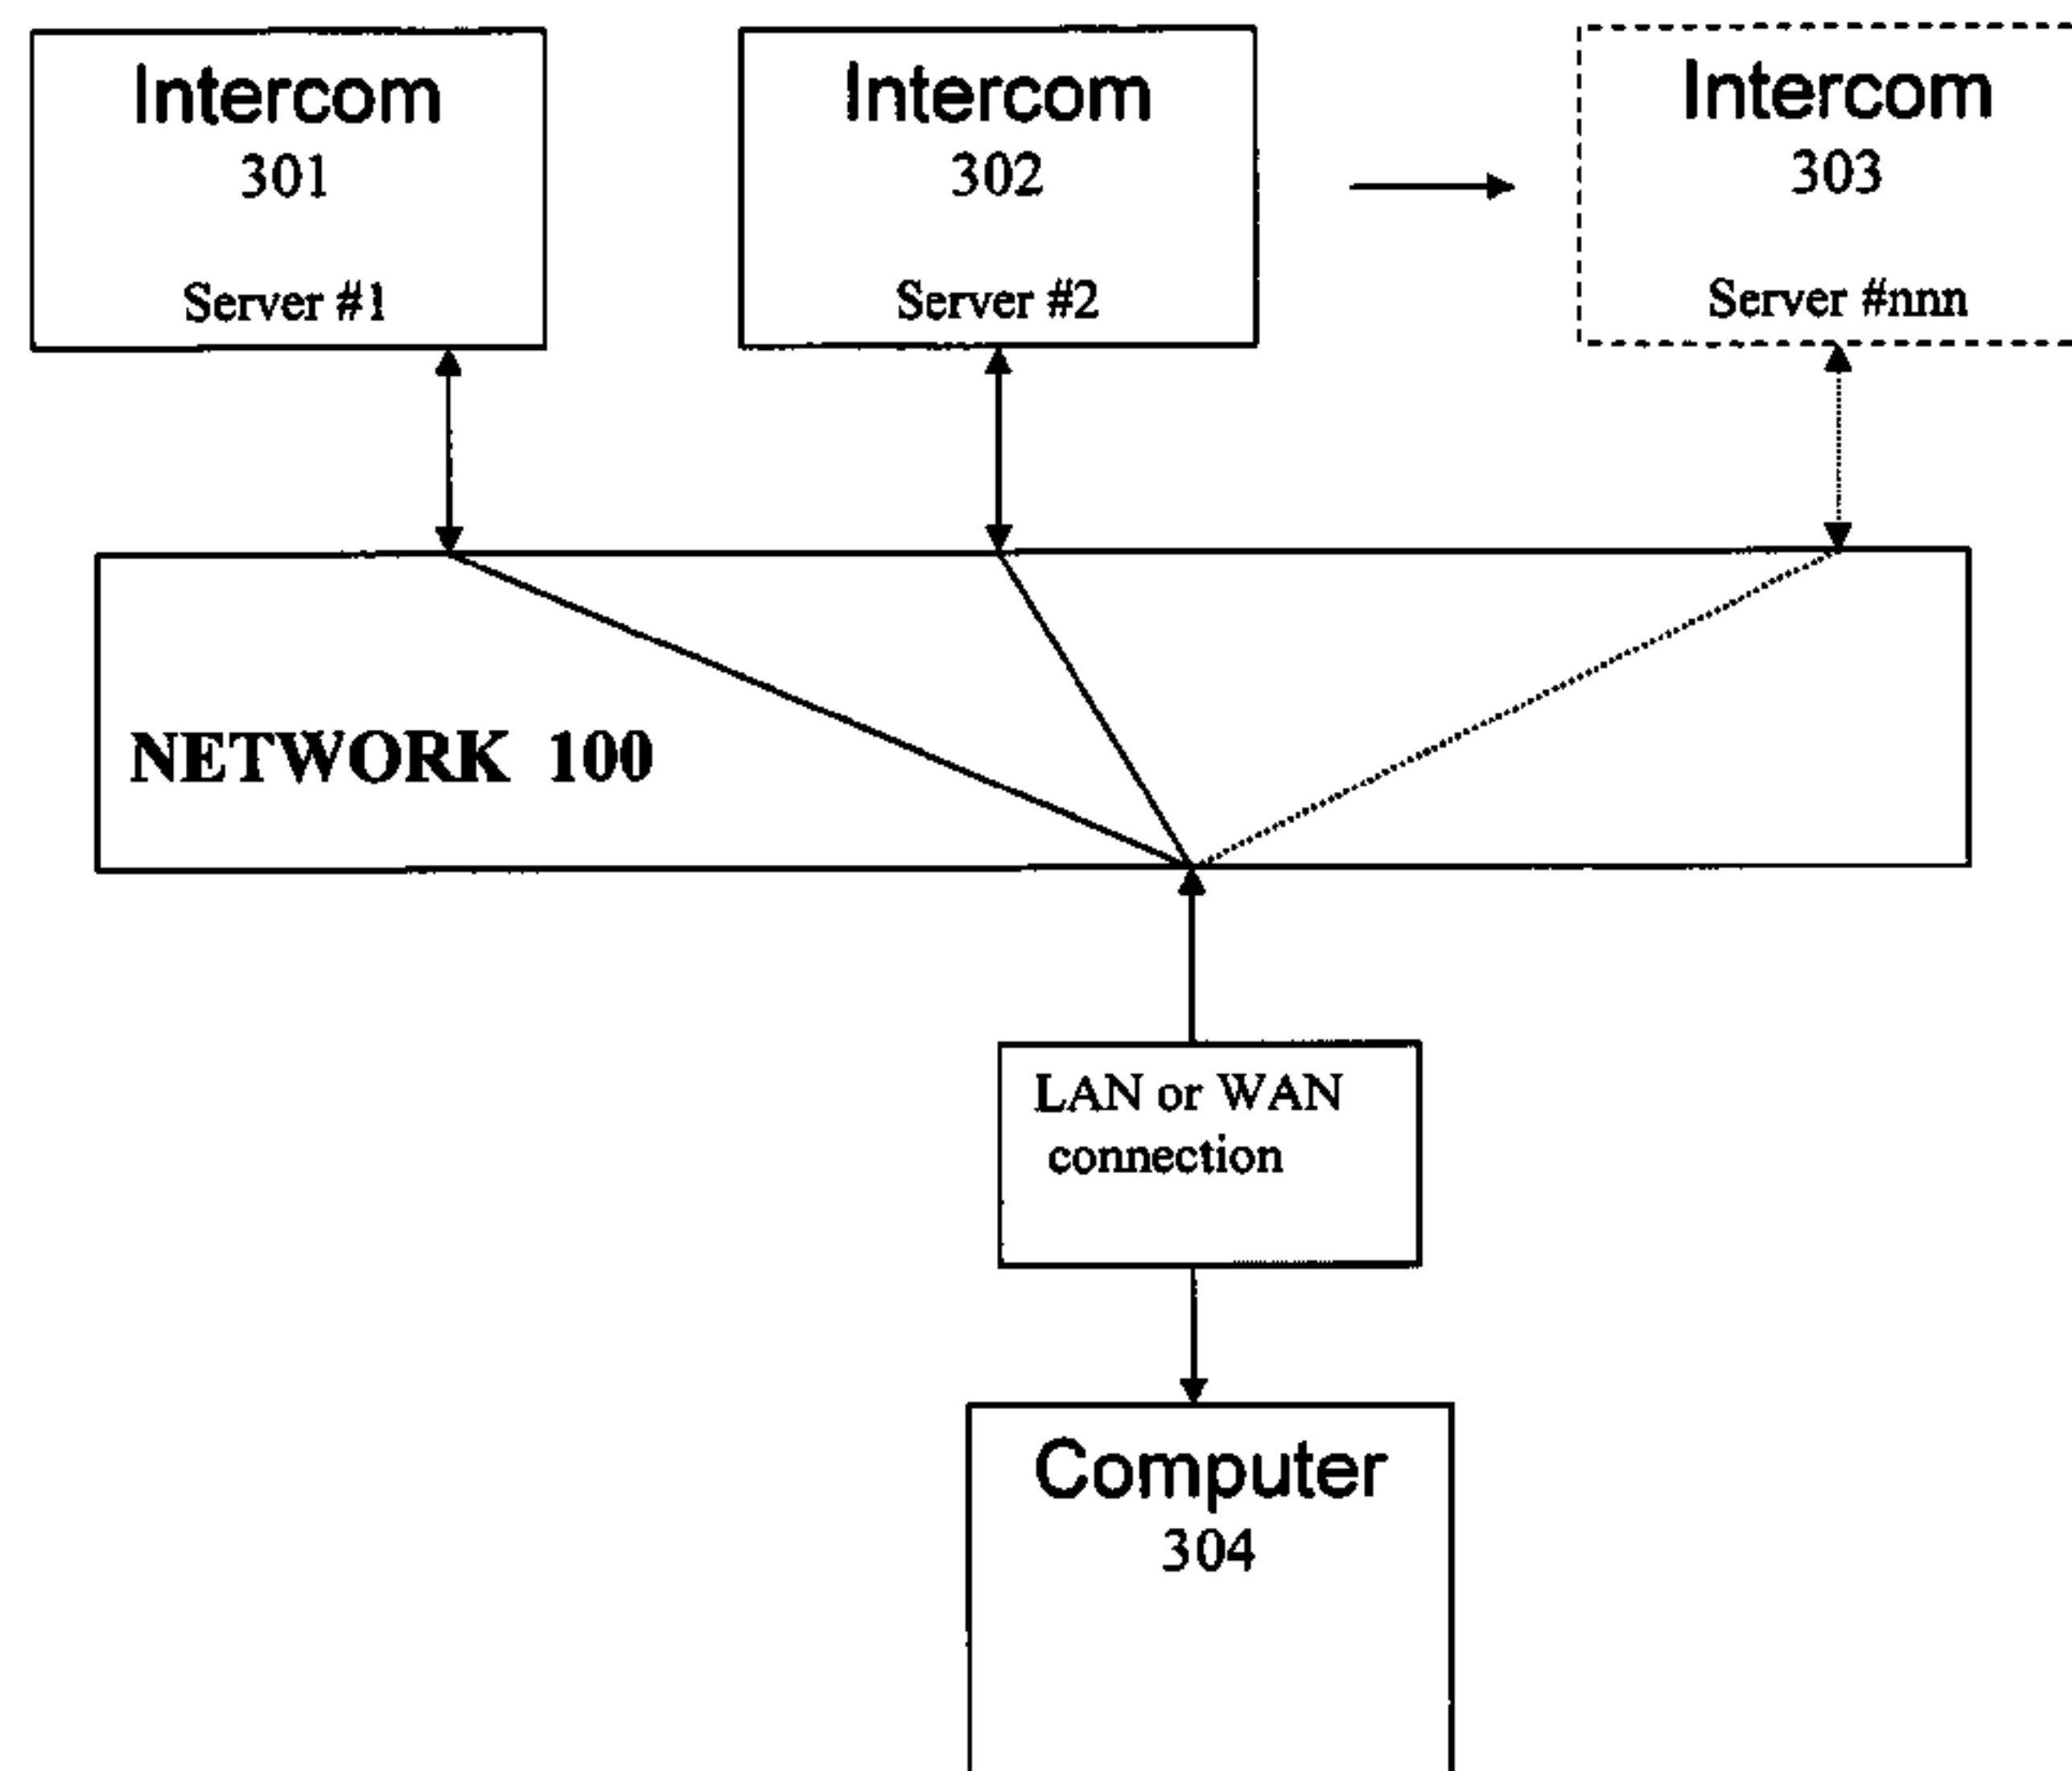 Intercom
301
Server #1
Intercom
302
Server #2
Intercom
303
Server #nnn
NETWORK 100
LAN or WAN
connection
Computer
304